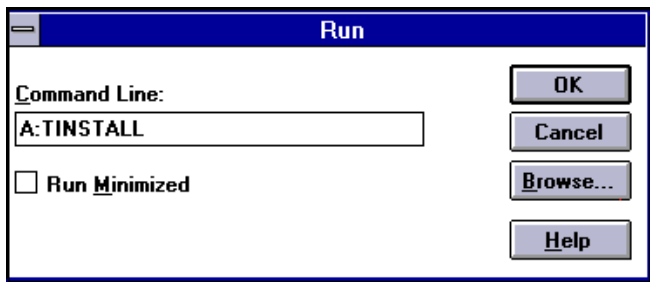 Run
Command Line:
A:TINSTALL
Run Minimized
OK
Cancel
Browse...
Help